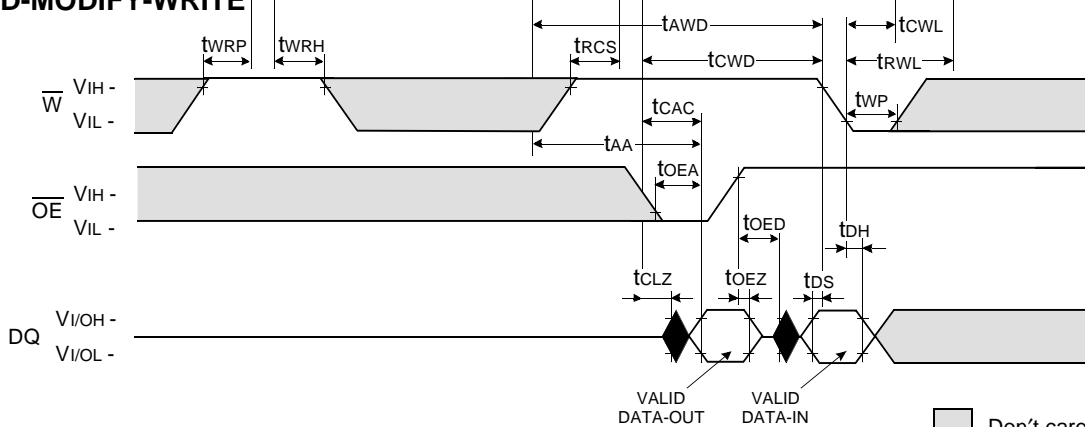 D-MODIFY-WRITE
tAWD
tCWL
tWRP
tWRH
tRCS
tCWD
tRWL
W
VIH -
VIL -
tCAC
tWP
tAA
tOEA
OE
VIH -
VIL -
tOED
tDH
tCLZ
tOEZ
tDS
DQ
VI/OH -
VI/OL -
VALID
DATA-OUT
VALID
DATA-IN
Don't care